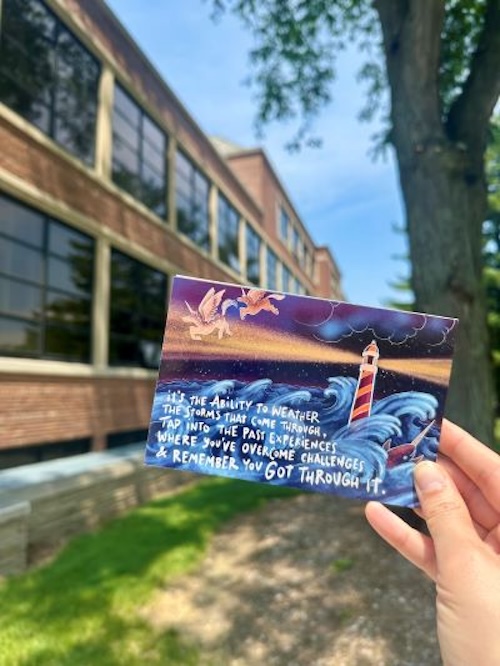 it's the Ability to Weather
the Storms that Come Through,
Tap into the Past Experiences
Where You've Overcome Challenges
& Remember You Got Through it.